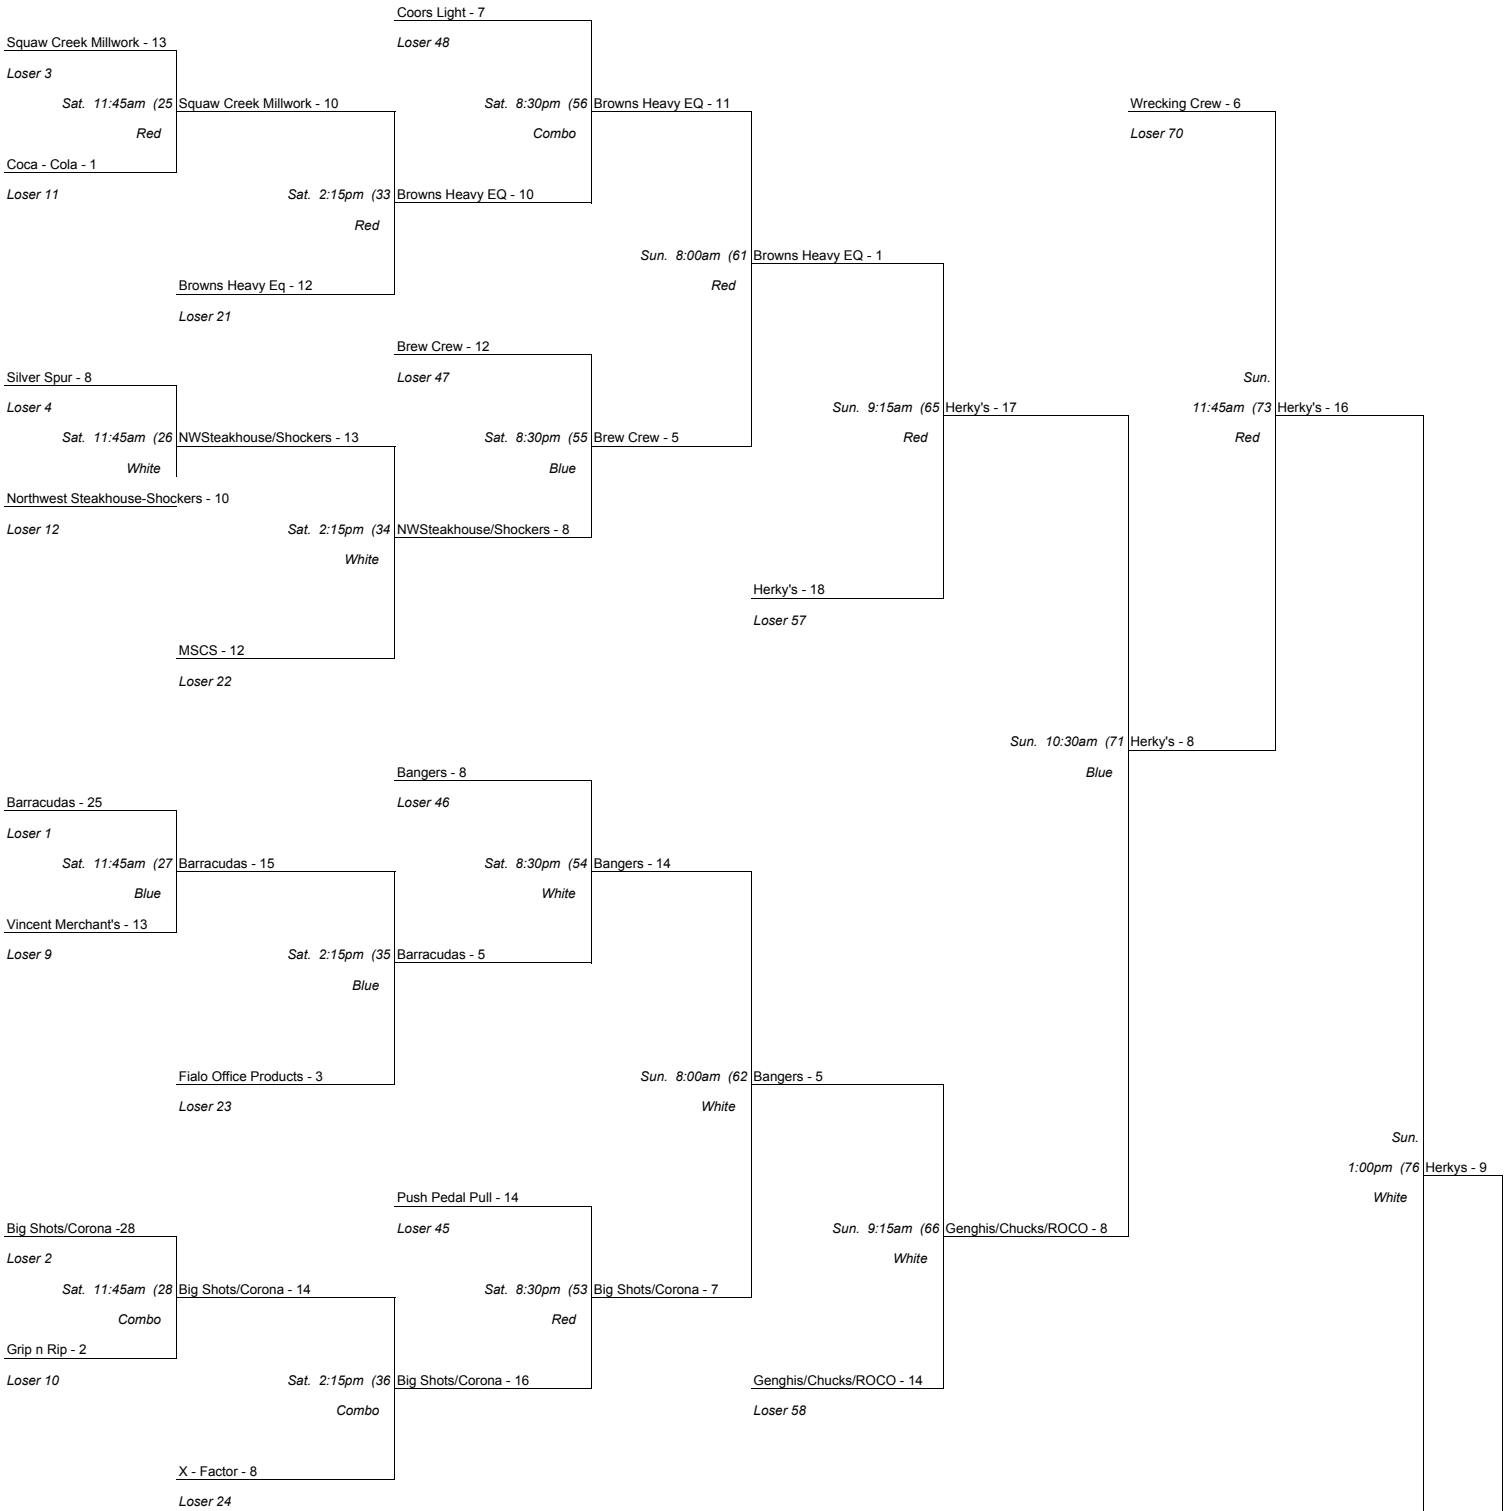 Coors Light - 7
Squaw Creek Millwork - 13
Loser 48
Loser 3
Sat. 11:45am (25 Squaw Creek Millwork - 10
Sat. 8:30pm (56 Browns Heavy EQ - 11
Wrecking Crew - 6
Red
Combo
Loser 70
Coca - Cola - 1
Loser 11
Sat. 2:15pm (33 Browns Heavy EQ - 10
Red
Sun. 8:00am (61 Browns Heavy EQ - 1
Browns Heavy Eq - 12
Red
Loser 21
Brew Crew - 12
Silver Spur - 8
Loser 47
Sun.
Loser 4
Sun. 9:15am (65 Herky's - 17
11:45am (73 Herky's - 16
Sat. 11:45am (26 NWSteakhouse/Shockers - 13
Sat. 8:30pm (55 Brew Crew - 5
Red
Red
White
Blue
Northwest Steakhouse-Shockers - 10
Loser 12
Sat. 2:15pm (34 NWSteakhouse/Shockers - 8
White
Herky's - 18
Loser 57
MSCS - 12
Loser 22
Sun. 10:30am (71 Herky's - 8
Bangers - 8
Blue
Barracudas - 25
Loser 46
Loser 1
Sat. 11:45am (27 Barracudas - 15
Sat. 8:30pm (54 Bangers - 14
Blue
White
Vincent Merchant's - 13
Loser 9
Sat. 2:15pm (35 Barracudas - 5
Blue
Fialo Office Products - 3
Sun. 8:00am (62 Bangers - 5
Loser 23
White
Sun.
1:00pm (76 Herkys - 9
Push Pedal Pull - 14
White
Big Shots/Corona -28
Loser 45
Sun. 9:15am (66 Genghis/Chucks/ROCO - 8
Loser 2
White
Sat. 11:45am (28 Big Shots/Corona - 14
Sat. 8:30pm (53 Big Shots/Corona - 7
Combo
Red
Grip n Rip - 2
Loser 10
Sat. 2:15pm (36 Big Shots/Corona - 16
Genghis/Chucks/ROCO - 14
Combo
Loser 58
X - Factor - 8
Loser 24